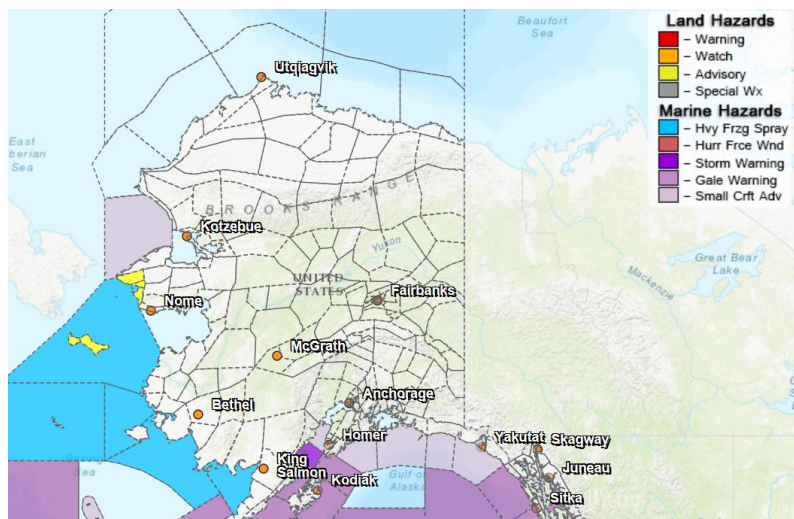 Beaufort
Sea
Land Hazards
– Warning
– Watch
– Advisory
– Special Wx
Marine Hazards
– Hvy Frzg Spray
– Hurr Frce Wnd
– Storm Warning
– Gale Warning
– Small Crft Adv
Utqiagvik
East
berian
Sea
BROOKS RANGE
Kotzebue
Yukon
Great Bear
Lake
Mackenzie
UNITED
STATES
Fairbanks
Nome
McGrath
Anchorage
Bethel
Homer
Yakutat
Skagway
King
Salmon
Sea
Juneau
Gulf of
Alaska
Kodiak
Sitka